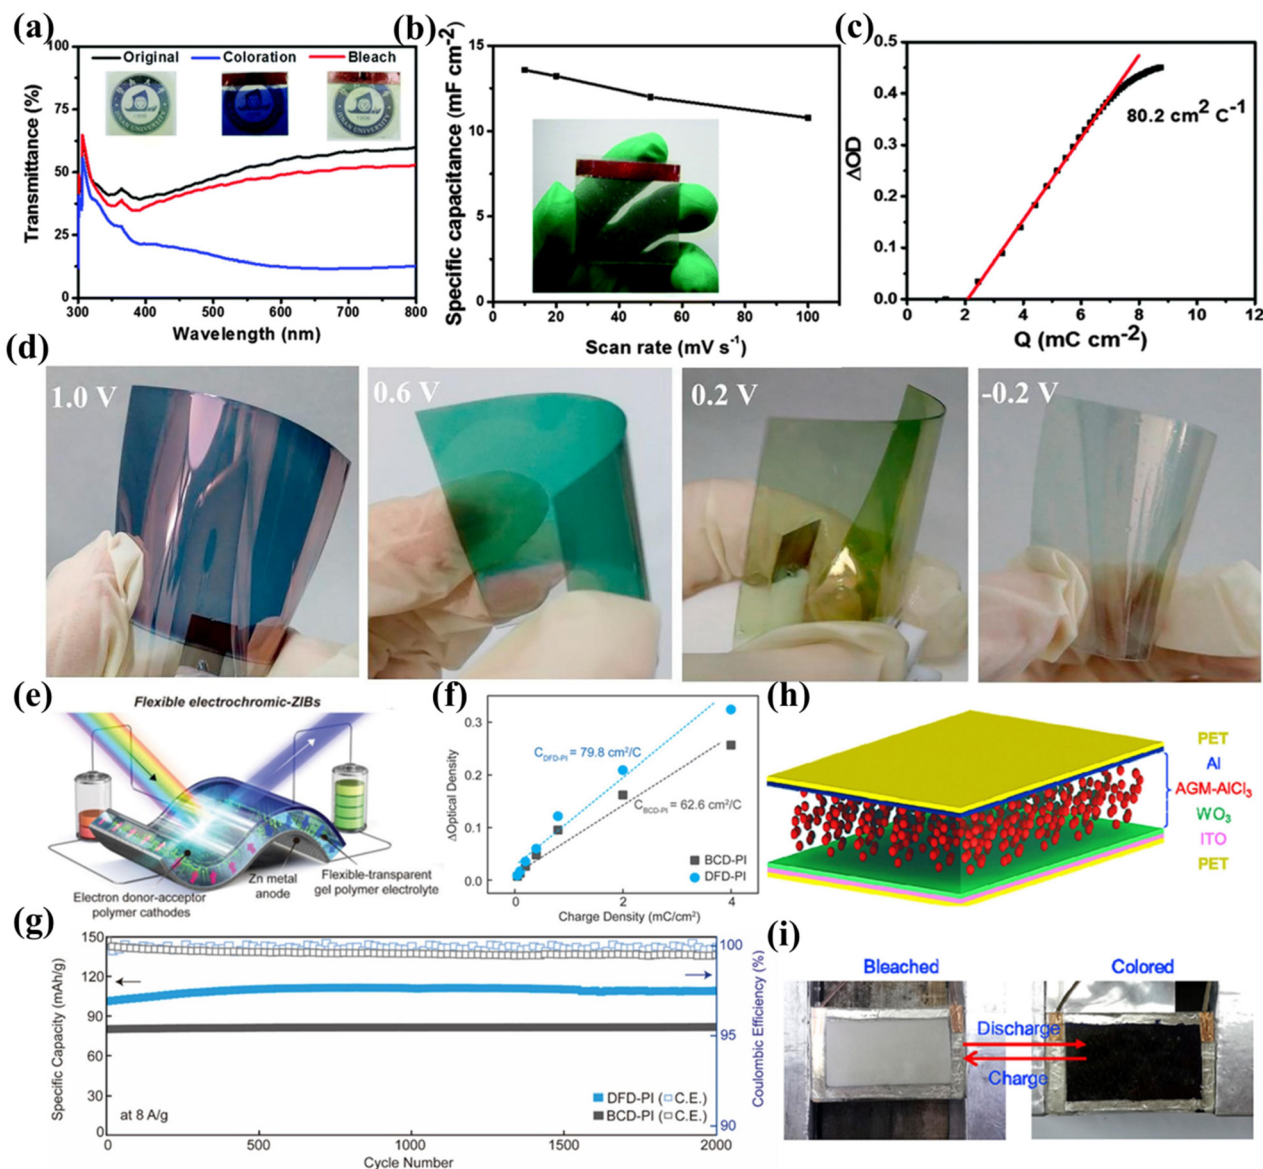 (a)
Original
Coloration
Bleach
JINAN UNIVERSITY
1906
100
75
50
25
0
Transmittance (%)
300
400
500
600
700
800
Wavelength (nm)
(b)
15
10
5
0
Specific capacitance (mF cm-2)
0
20
40
60
80
100
Scan rate (mV s-1)
(c)
0.5
0.4
0.3
0.2
0.1
0.0
ΔOD
80.2 cm2 C-1
0
2
4
6
8
10
12
Q (mC cm-2)
(d)
1.0 V
0.6 V
0.2 V
-0.2 V
(e)
Flexible electrochromic-ZIBs
Electron donor-acceptor
polymer cathodes
Zn metal
anode
Flexible-transparent
gel polymer electrolyte
(f)
0.3
0.2
0.1
0.0
ΔOptical Density
CDFD-PI = 79.8 cm2/C
CBCD-PI = 62.6 cm2/C
BCD-PI
DFD-PI
0
2
4
Charge Density (mC/cm2)
(h)
PET
Al
AGM-AlCl3
WO3
ITO
PET
(g)
150
120
90
60
30
0
Specific Capacity (mAh/g)
at 8 A/g
DFD-PI (C.E.)
BCD-PI (C.E.)
100
95
90
Coulombic Efficiency (%)
0
500
1000
1500
2000
Cycle Number
(i)
Bleached
Colored
Discharge
Charge